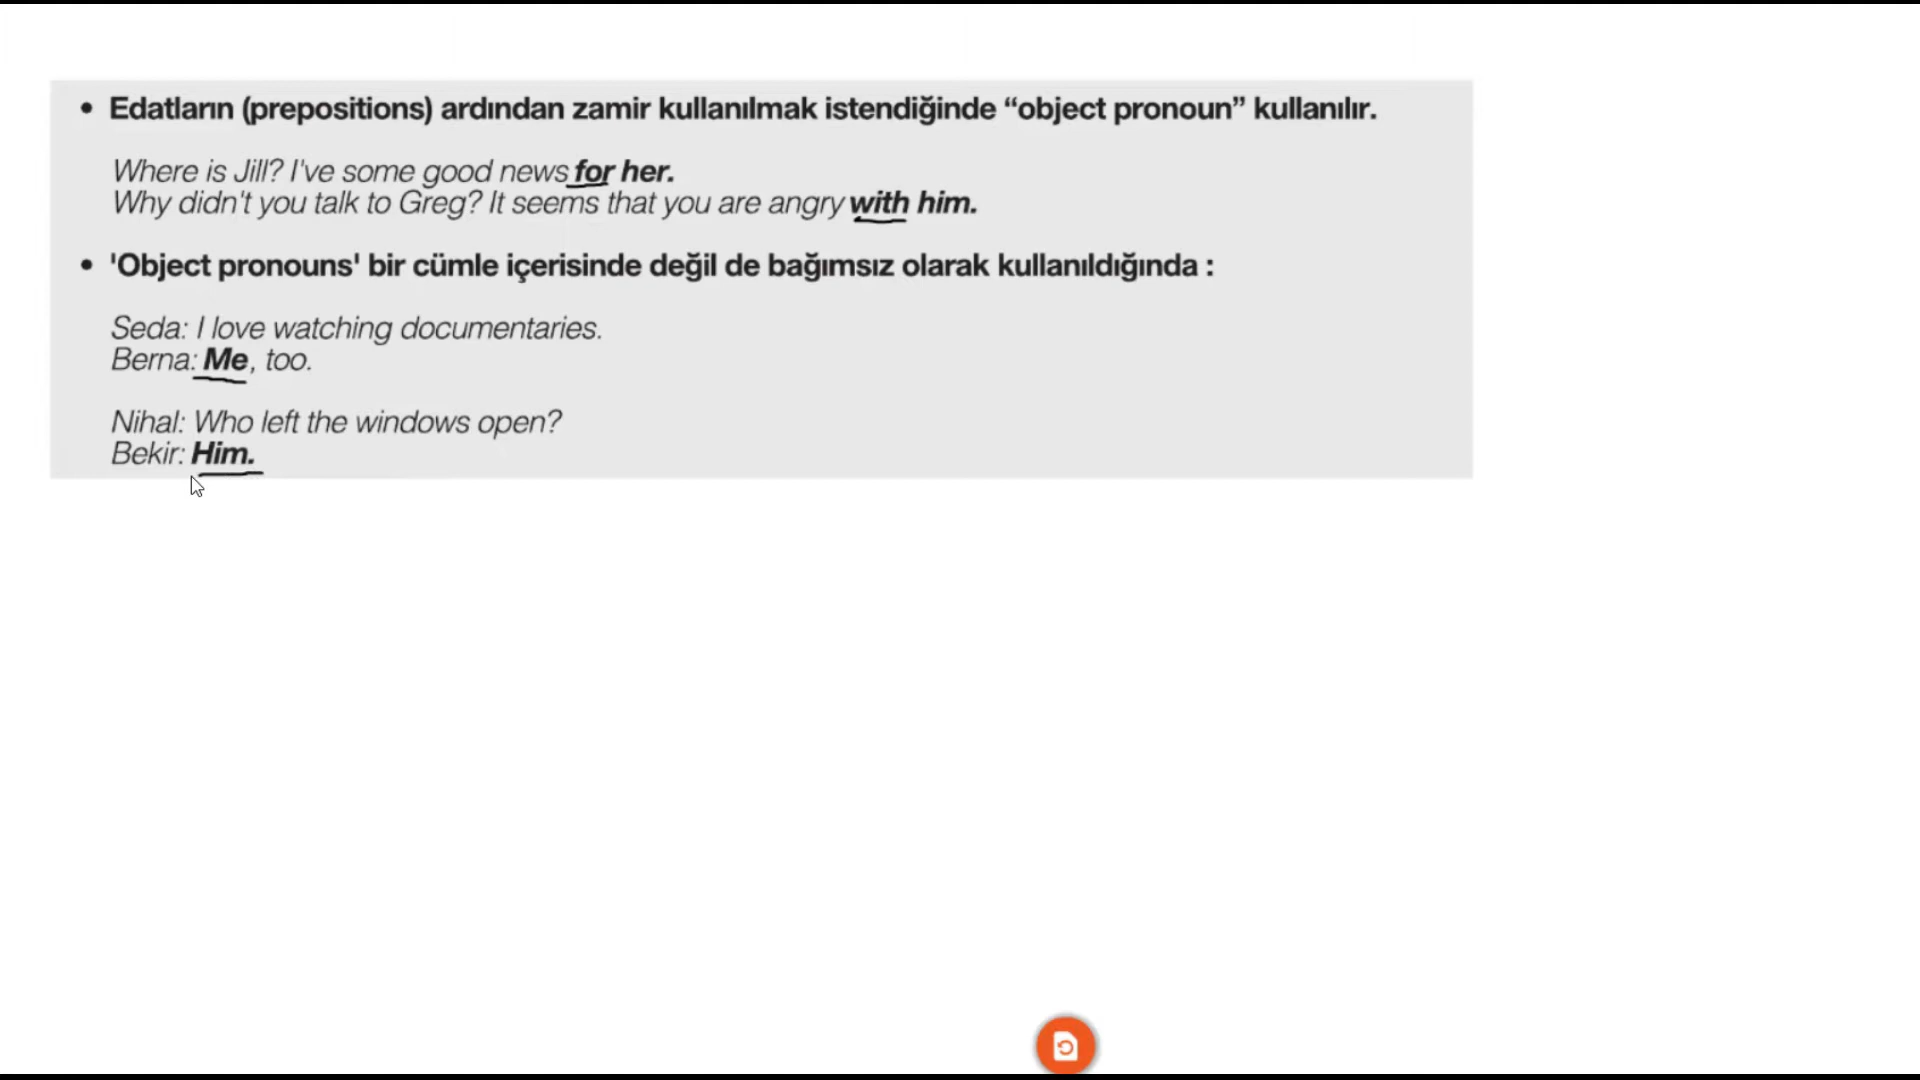 • Edatların (prepositions) ardından zamir kullanılmak istendiğinde “object pronoun” kullanılır.
Where is Jill? I've some good news for her.
Why didn't you talk to Greg? It seems that you are angry with him.
• 'Object pronouns' bir cümle içerisinde değil de bağımsız olarak kullanıldığında :
Seda: I love watching documentaries.
Berna: Me, too.
Nihal: Who left the windows open?
Bekir: Him.